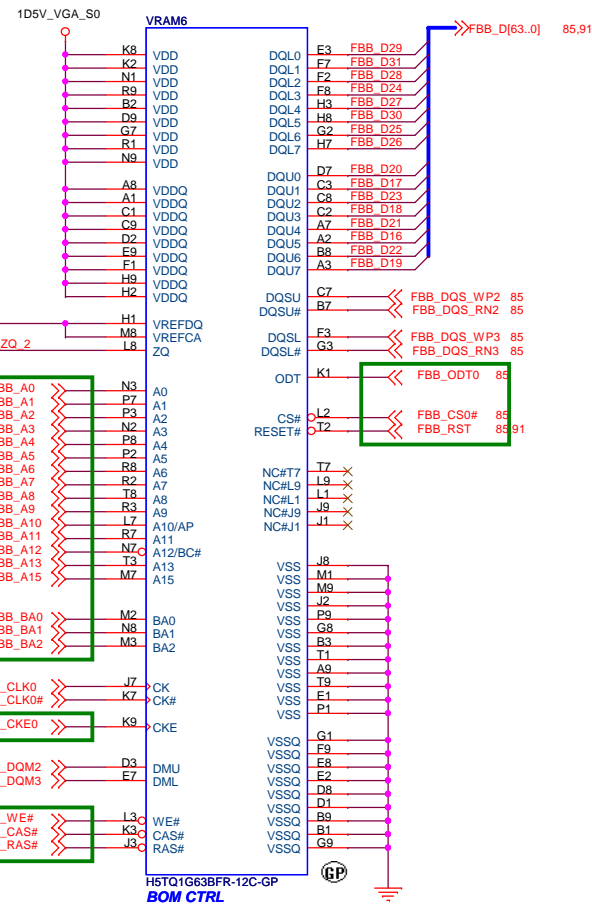 1D5V_VGA_S0
VRAM6
FBB_D[63..0] 85,91
K8 VDD DQL0 E3 FBB_D29
K2 VDD DQL1 F7 FBB_D31
N1 VDD DQL2 F2 FBB_D28
R9 VDD DQL3 F8 FBB_D24
B2 VDD DQL4 H3 FBB_D27
D9 VDD DQL5 H8 FBB_D30
G7 VDD DQL6 G2 FBB_D25
R1 VDD DQL7 H7 FBB_D26
N9 VDD
DQU0 D7 FBB_D20
A8 VDDQ DQU1 C3 FBB_D17
A1 VDDQ DQU2 C8 FBB_D23
C1 VDDQ DQU3 C2 FBB_D18
C9 VDDQ DQU4 A7 FBB_D21
D2 VDDQ DQU5 A2 FBB_D16
E9 VDDQ DQU6 B8 FBB_D22
F1 VDDQ DQU7 A3 FBB_D19
H9 VDDQ
H2 VDDQ DQSU C7 FBB_DQS_WP2 85
DQSU# B7 FBB_DQS_RN2 85
H1 VREFDQ
M8 VREFCA DQSL F3 FBB_DQS_WP3 85
ZQ_2 L8 ZQ DQSL# G3 FBB_DQS_RN3 85
ODT K1 FBB_ODT0 85
BB_A0 N3 A0
BB_A1 P7 A1
BB_A2 P3 A2 CS# L2 FBB_CS0# 85
BB_A3 N2 A3 RESET# T2 FBB_RST 85,91
BB_A4 P8 A4
BB_A5 P2 A5
BB_A6 R8 A6 NC#T7 T7
BB_A7 R2 A7 NC#L9 L9
BB_A8 T8 A8 NC#L1 L1
BB_A9 R3 A9 NC#J9 J9
BB_A10 L7 A10/AP NC#J1 J1
BB_A11 R7 A11
BB_A12 N7 A12/BC#
BB_A13 T3 A13 VSS J8
BB_A15 M7 A15 VSS M1
VSS M9
VSS J2
BB_BA0 M2 BA0 VSS P9
BB_BA1 N8 BA1 VSS G8
BB_BA2 M3 BA2 VSS B3
VSS T1
VSS A9
_CLK0 J7 CK VSS T9
_CLK0# K7 CK# VSS E1
VSS P1
_CKE0 K9 CKE
VSSQ G1
VSSQ F9
_DQM2 D3 DMU VSSQ E8
_DQM3 E7 DML VSSQ E2
VSSQ D8
VSSQ D1
_WE# L3 WE# VSSQ B9
_CAS# K3 CAS# VSSQ B1
_RAS# J3 RAS# VSSQ G9
GP
H5TQ1G63BFR-12C-GP
BOM CTRL